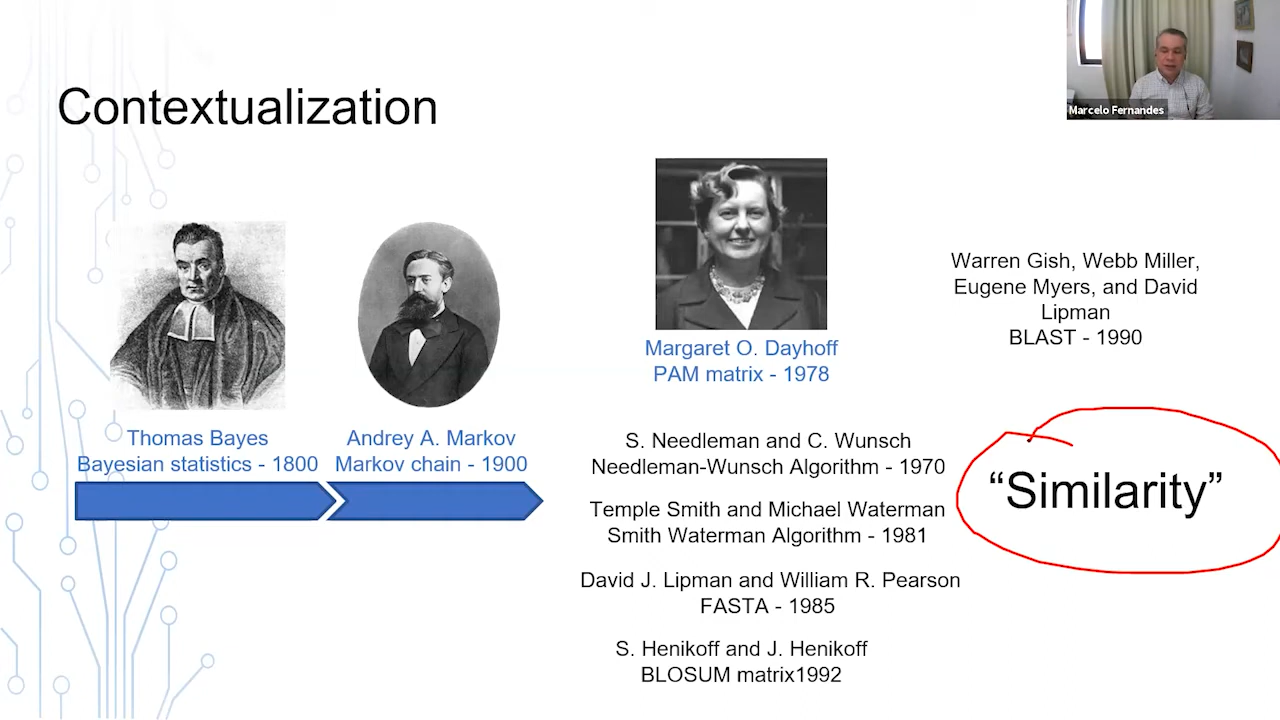 Contextualization
Marcelo Fernandes
Thomas Bayes
Bayesian statistics - 1800
Andrey A. Markov
Markov chain - 1900
Margaret O. Dayhoff
PAM matrix - 1978
S. Needleman and C. Wunsch
Needleman-Wunsch Algorithm - 1970
Temple Smith and Michael Waterman
Smith Waterman Algorithm - 1981
David J. Lipman and William R. Pearson
FASTA - 1985
S. Henikoff and J. Henikoff
BLOSUM matrix1992
Warren Gish, Webb Miller,
Eugene Myers, and David
Lipman
BLAST - 1990
“Similarity”